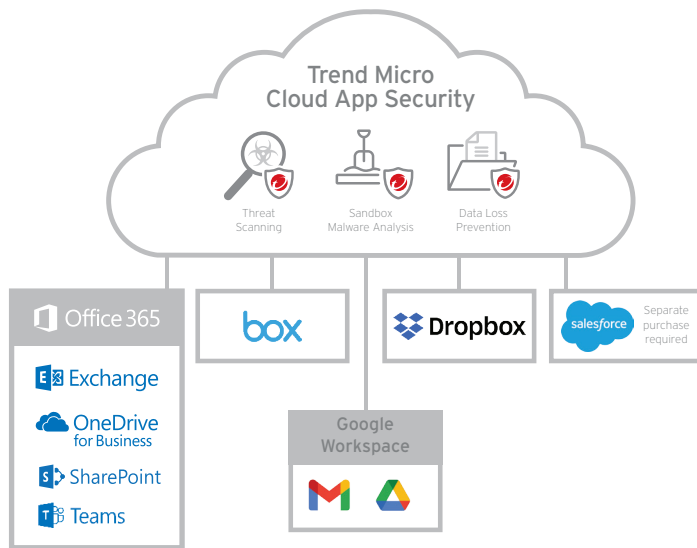 Trend Micro
Cloud App Security
Threat
Scanning
Sandbox
Malware Analysis
Data Loss
Prevention
Office 365
Exchange
OneDrive
for Business
SharePoint
Teams
box
Dropbox
salesforce
Separate
purchase
required
Google
Workspace